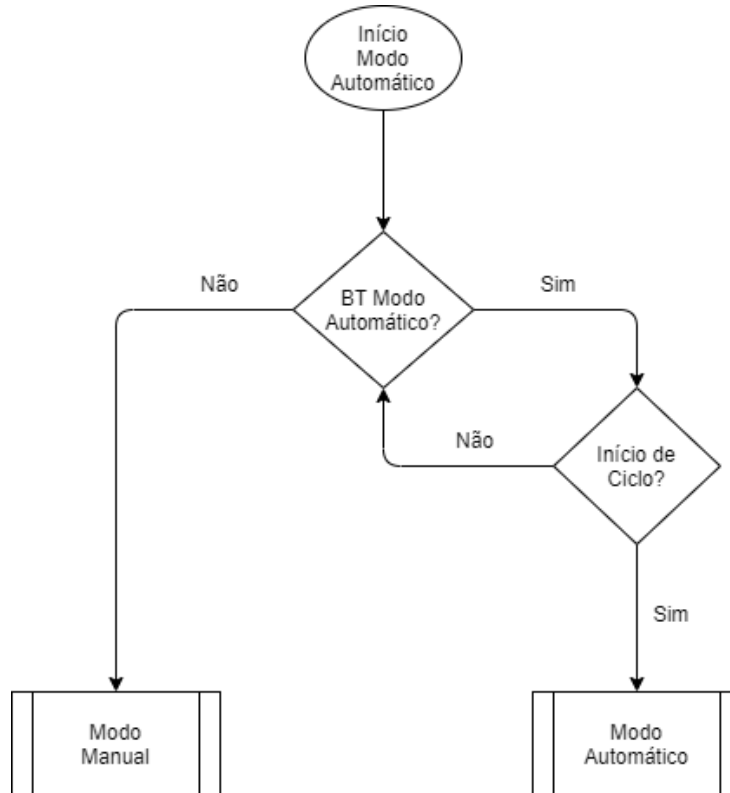 Início
Modo
Automático
Não
BT Modo
Automático?
Sim
Não
Início de
Ciclo?
Sim
Modo
Manual
Modo
Automático